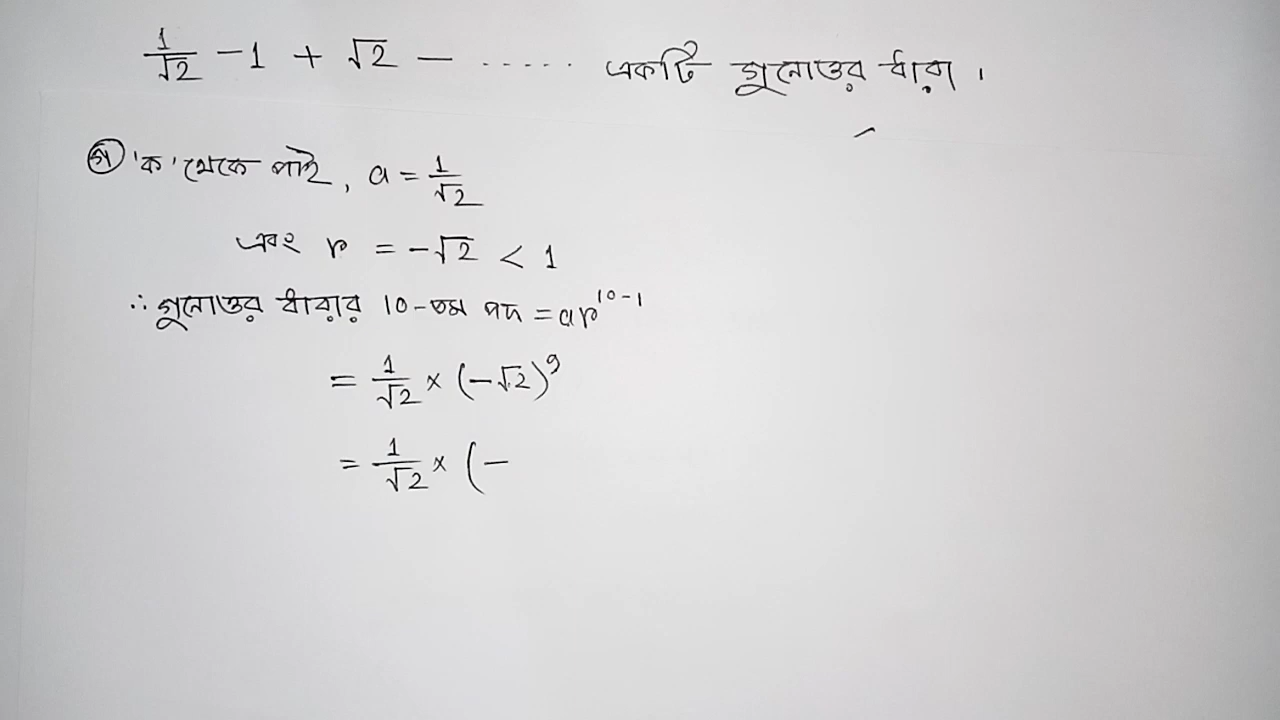 1/√2 - 1 + √2 - ...... একটি গুনোত্তর ধারা।
(গ) 'ক' থেকে পাই, a = 1/√2
এবং r = -√2 < 1
∴ গুনোত্তর ধারার 10-তম পদ = ar^(10-1)
= 1/√2 × (-√2)^9
= 1/√2 × (-